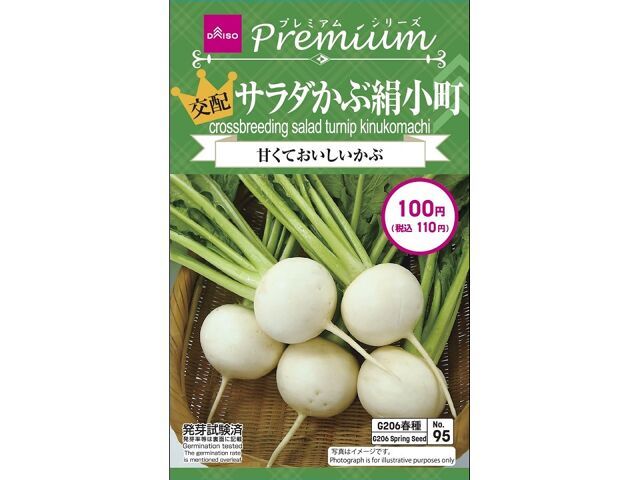 プレミアム シリーズ
DAISO
Premium
交配
サラダかぶ絹小町
crossbreeding salad turnip kinukomachi
甘くておいしいかぶ
100円
(税込 110円)
発芽試験済
発芽率等は裏面に記載
Germination tested
The germination rate
is mentioned overleaf.
G206春種
G206 Spring Seed
No.
95
写真はイメージです。
Photograph is for illustrative purposes only